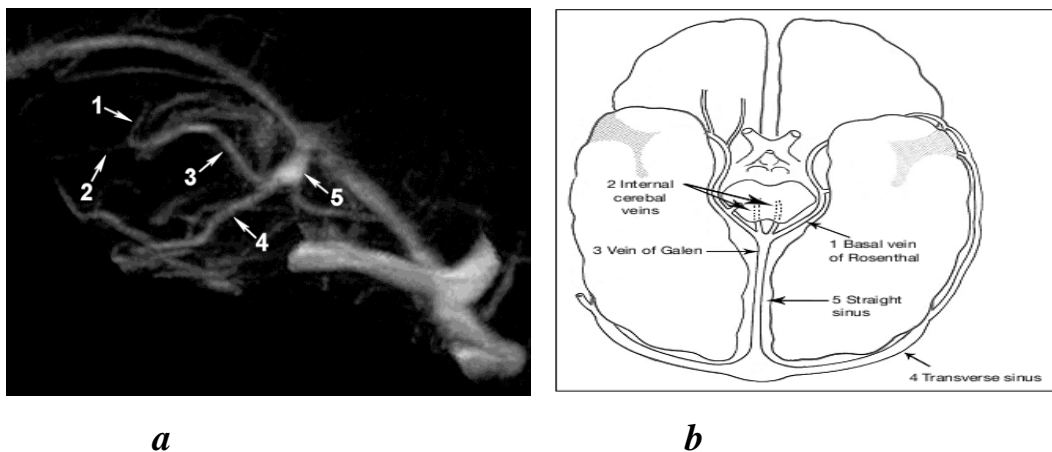 1
2
3
4
5
a
2 Internal
cerebal
veins
3 Vein of Galen
1 Basal vein
of Rosenthal
5 Straight
sinus
4 Transverse sinus
b